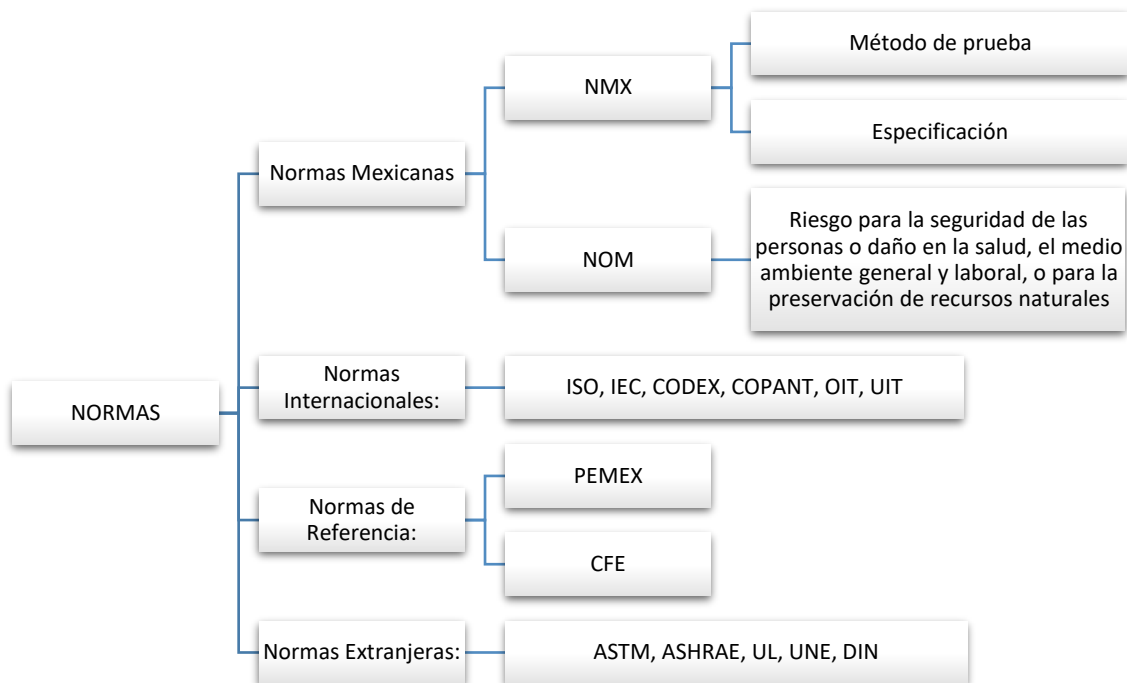 NORMAS
Normas Mexicanas
NMX
Método de prueba
Especificación
NOM
Riesgo para la seguridad de las
personas o daño en la salud, el medio
ambiente general y laboral, o para la
preservación de recursos naturales
Normas
Internacionales:
ISO, IEC, CODEX, COPANT, OIT, UIT
Normas de
Referencia:
PEMEX
CFE
Normas Extranjeras:
ASTM, ASHRAE, UL, UNE, DIN